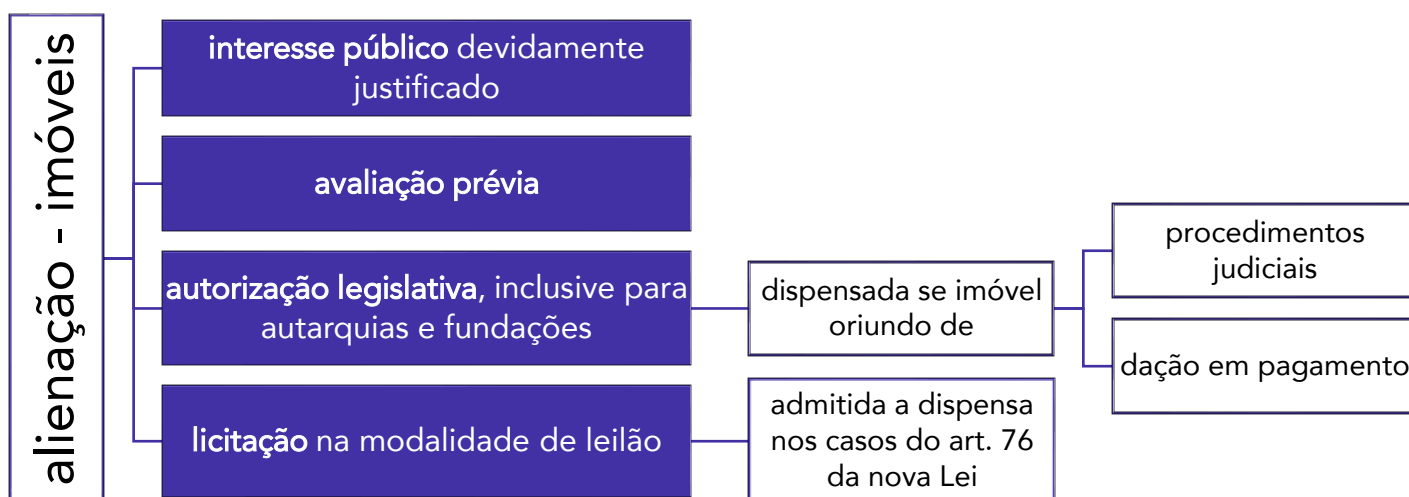 alienação - imóveis
interesse público devidamente
justificado
avaliação prévia
autorização legislativa, inclusive para
autarquias e fundações
dispensada se imóvel
oriundo de
procedimentos
judiciais
dação em pagamento
licitação na modalidade de leilão
admitida a dispensa
nos casos do art. 76
da nova Lei